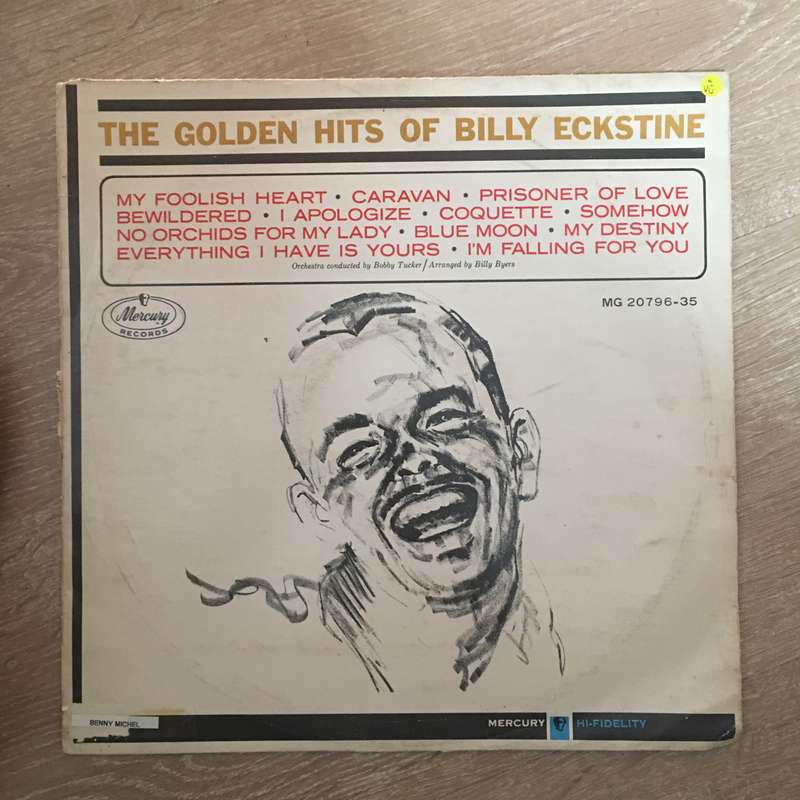 VG
THE GOLDEN HITS OF BILLY ECKSTINE
MY FOOLISH HEART • CARAVAN • PRISONER OF LOVE
BEWILDERED • I APOLOGIZE • COQUETTE • SOMEHOW
NO ORCHIDS FOR MY LADY • BLUE MOON • MY DESTINY
EVERYTHING I HAVE IS YOURS • I'M FALLING FOR YOU
Orchestra conducted by Bobby Tucker / Arranged by Billy Byers
Mercury
RECORDS
MG 20796-35
BENNY MICHEL
MERCURY HI-FIDELITY